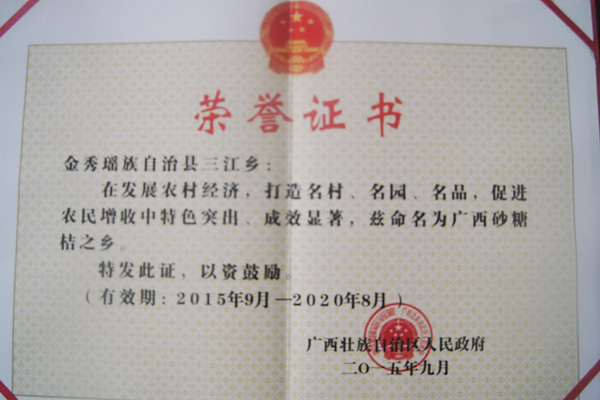 荣誉证书
金秀瑶族自治县三江乡：
在发展农村经济，打造名村、名园、名品，促进
农民增收中特色突出、成效显著，兹命名为广西砂糖
桔之乡。
特发此证，以资鼓励。
（有效期：2015年9月—2020年8月）
广西壮族自治区人民政府
二〇一五年九月